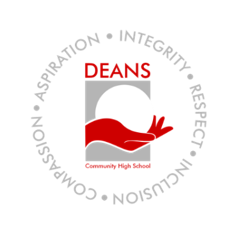 • ASPIRATION • INTEGRITY • RESPECT • INCLUSION • COMPASSION
DEANS
Community High School